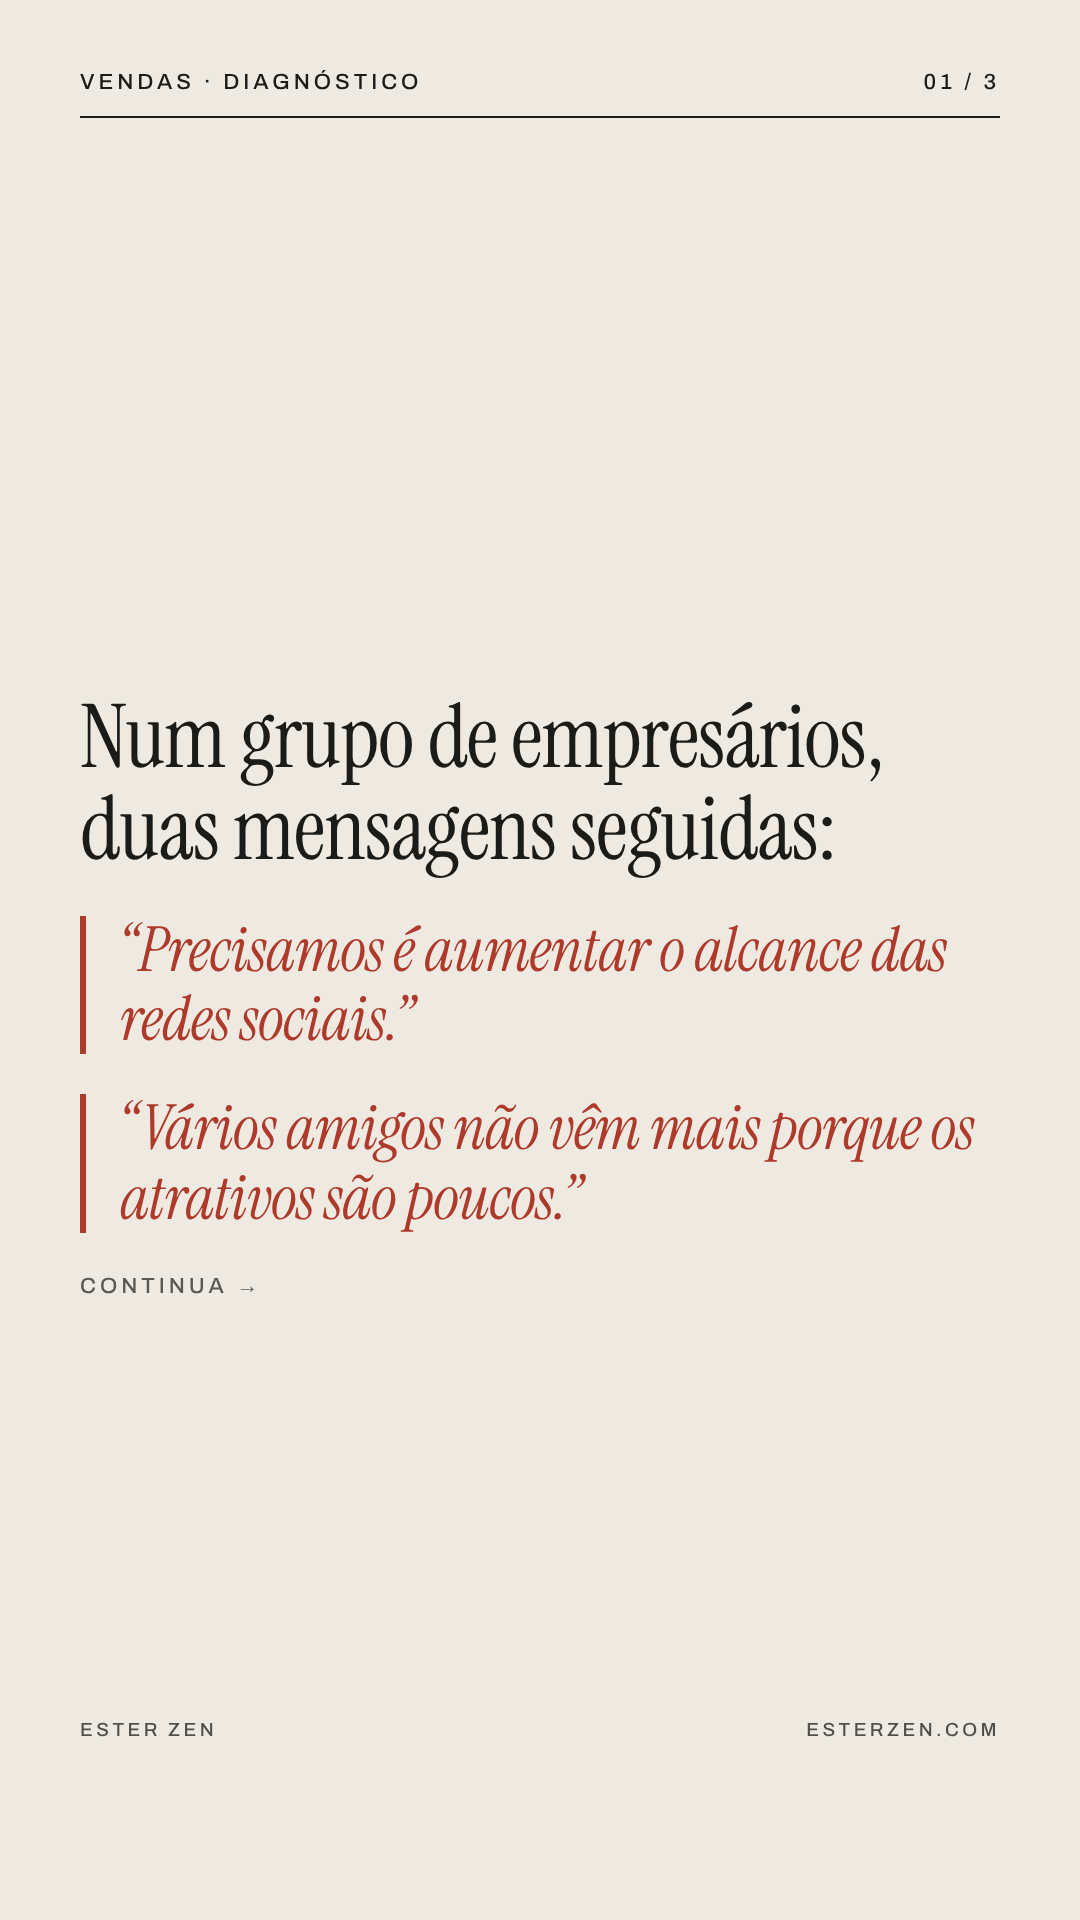 VENDAS · DIAGNÓSTICO
01 / 3
Num grupo de empresários,
duas mensagens seguidas:
“Precisamos é aumentar o alcance das
redes sociais.”
“Vários amigos não vêm mais porque os
atrativos são poucos.”
CONTINUA →
ESTER ZEN
ESTERZEN.COM